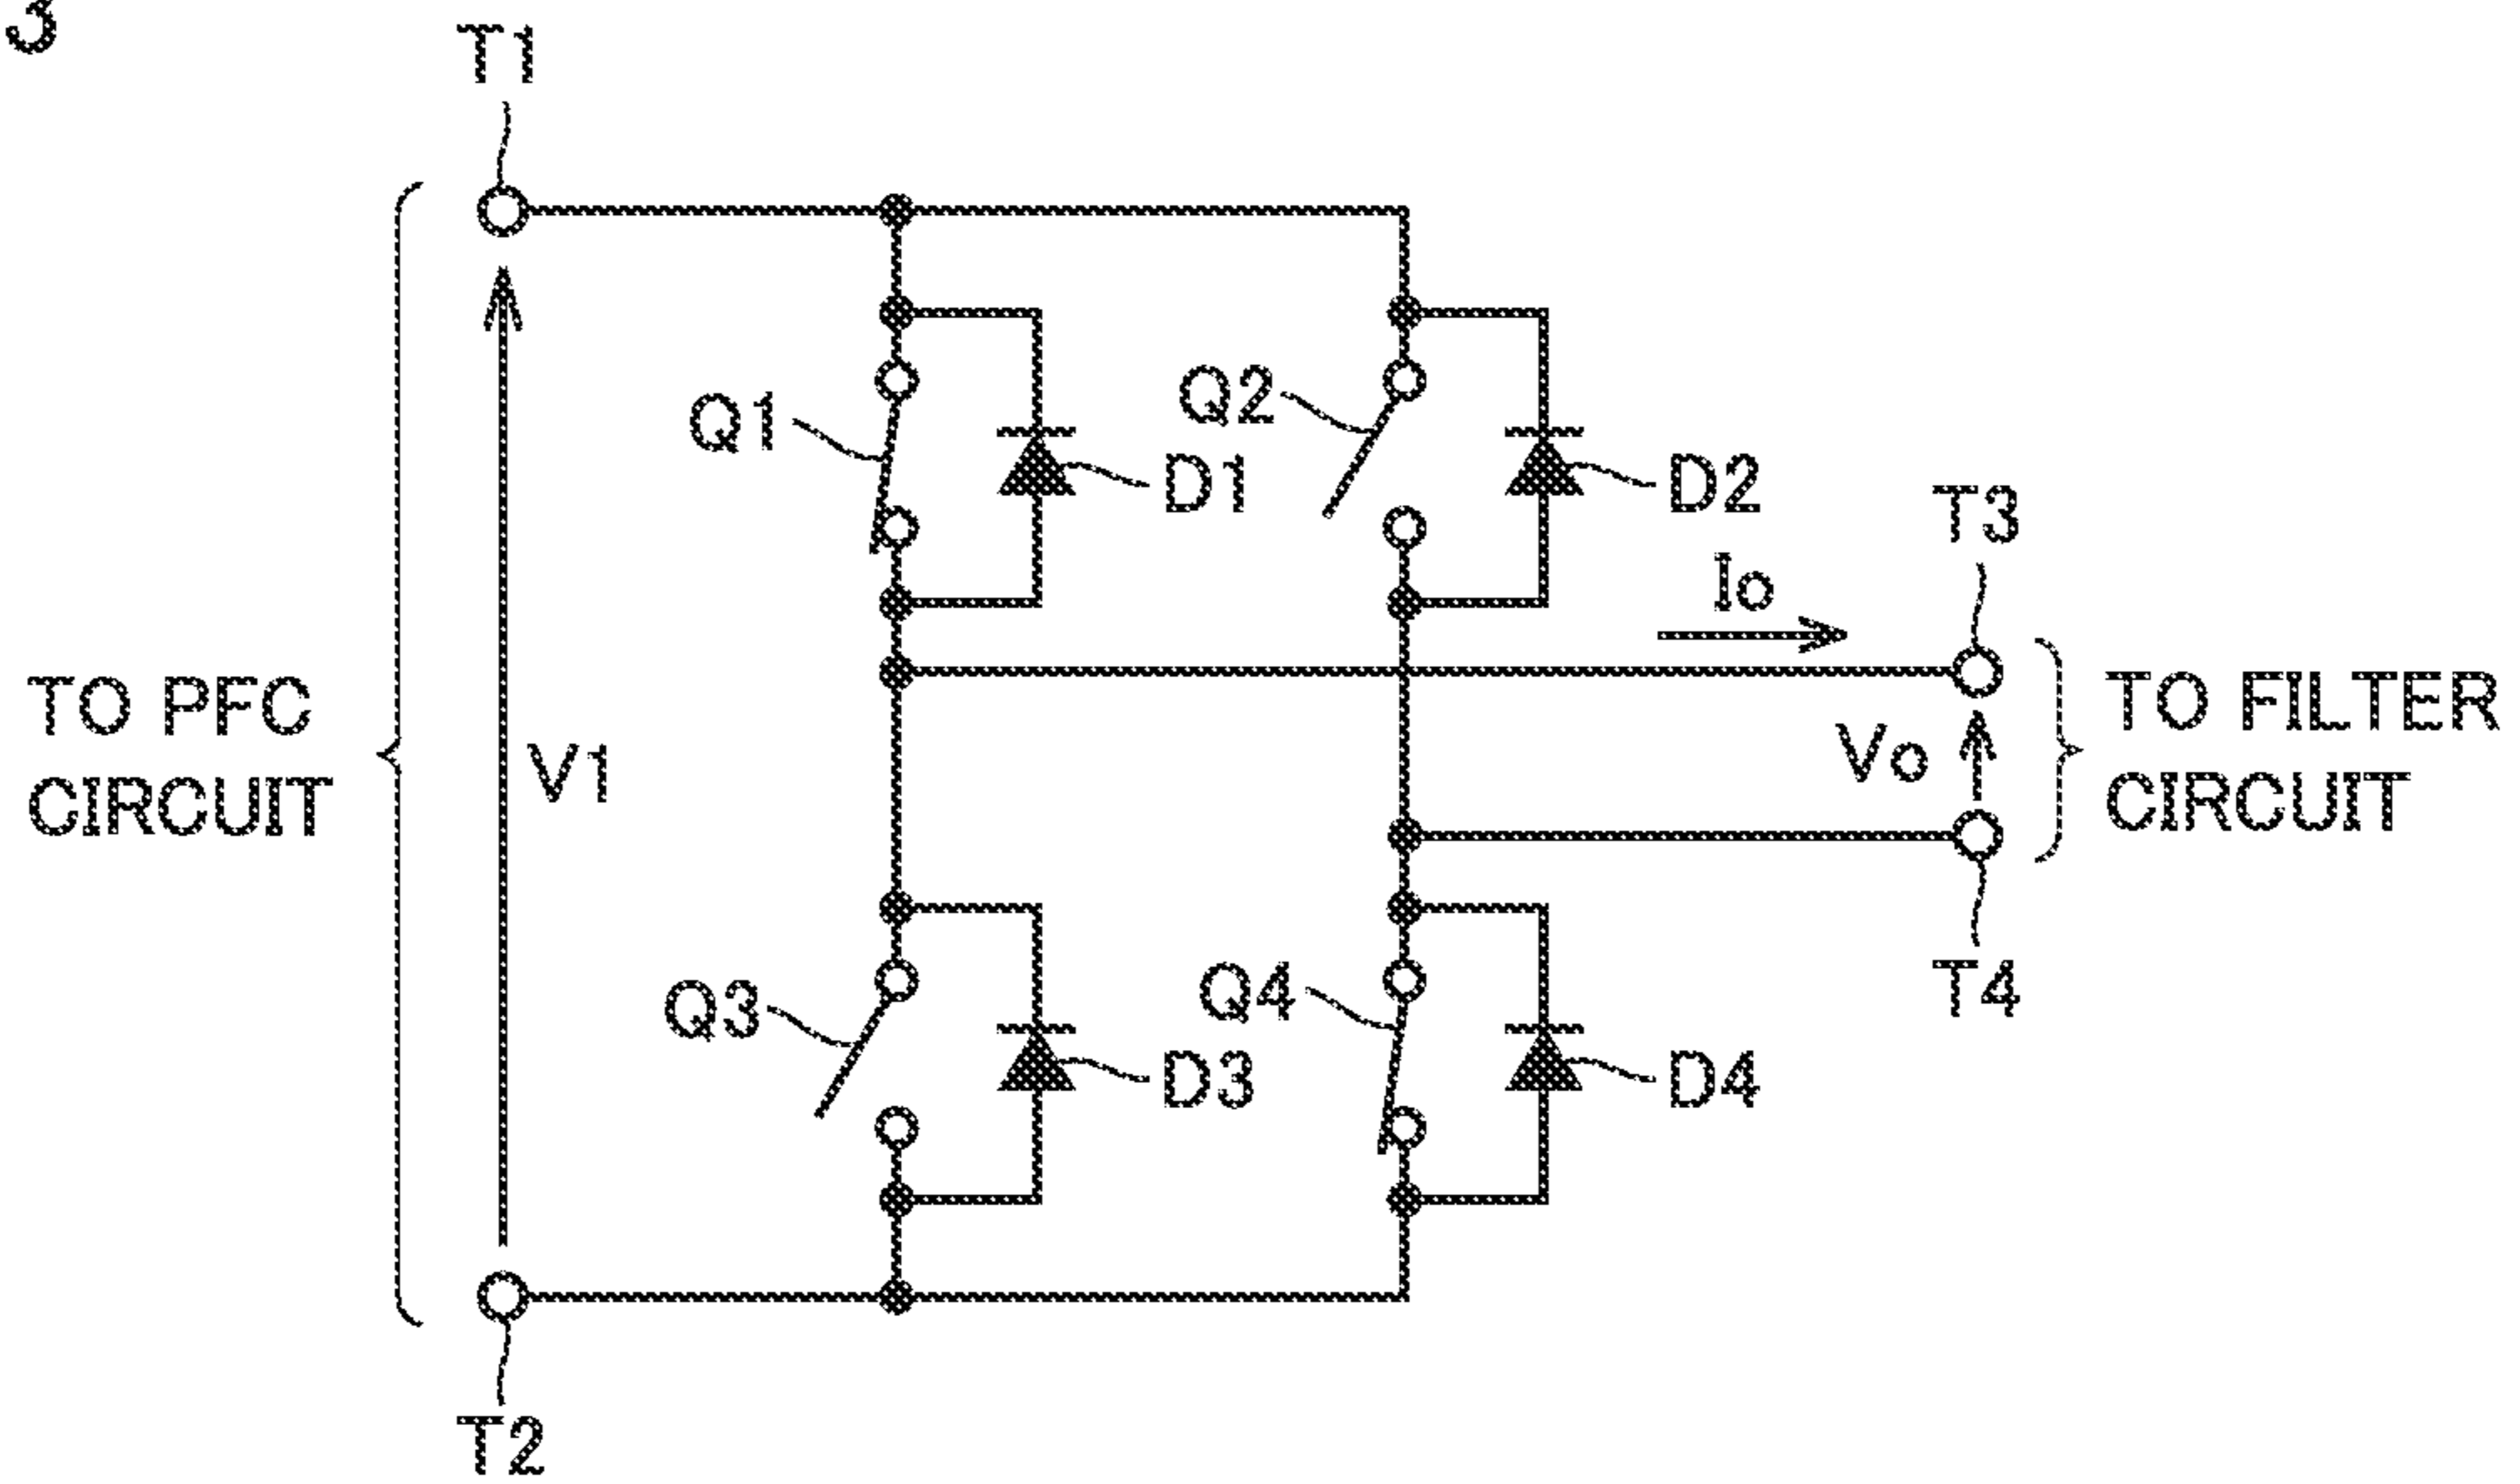 3
T1
Q1
Q2
D1
D2
T3
Io
TO PFC
CIRCUIT
V1
Vo
TO FILTER
CIRCUIT
Q3
Q4
T4
D3
D4
T2